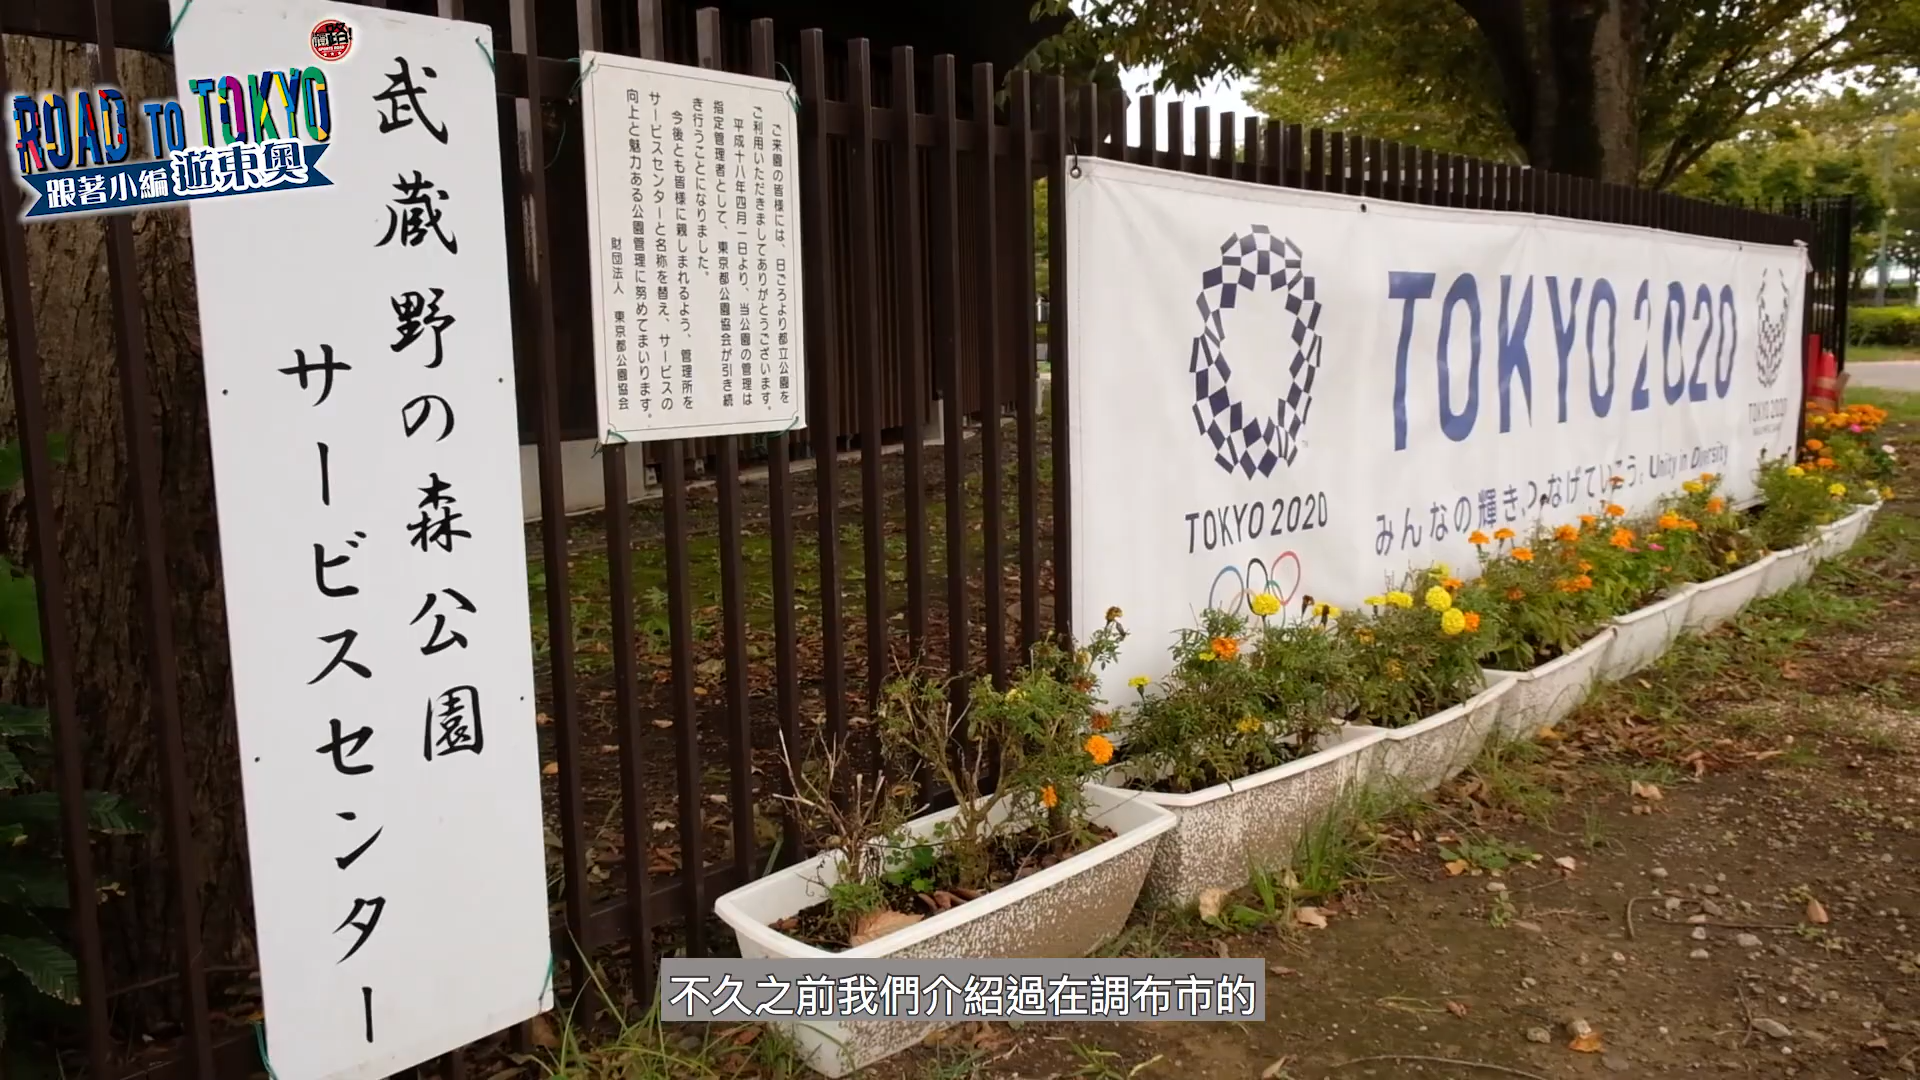 ROAD TO TOKYO
跟著小編遊東奧
武蔵野の森公園
サービスセンター
ご来園の皆様には、日ごろより都立公園を
ご利用いただきましてありがとうございます。
平成十八年四月一日より、当公園の管理は
指定管理者として、東京都公園協会が引き続
き行うことになりました。
今後とも皆様に親しまれるよう、管理所を
サービスセンターと名称を替え、サービスの
向上と魅力ある公園管理に努めてまいります。
財団法人 東京都公園協会
TOKYO 2020
TOKYO 2020
みんなの輝き、つなげていこう。Unity in Diversity
TOKYO 2020
不久之前我們介紹過在調布市的